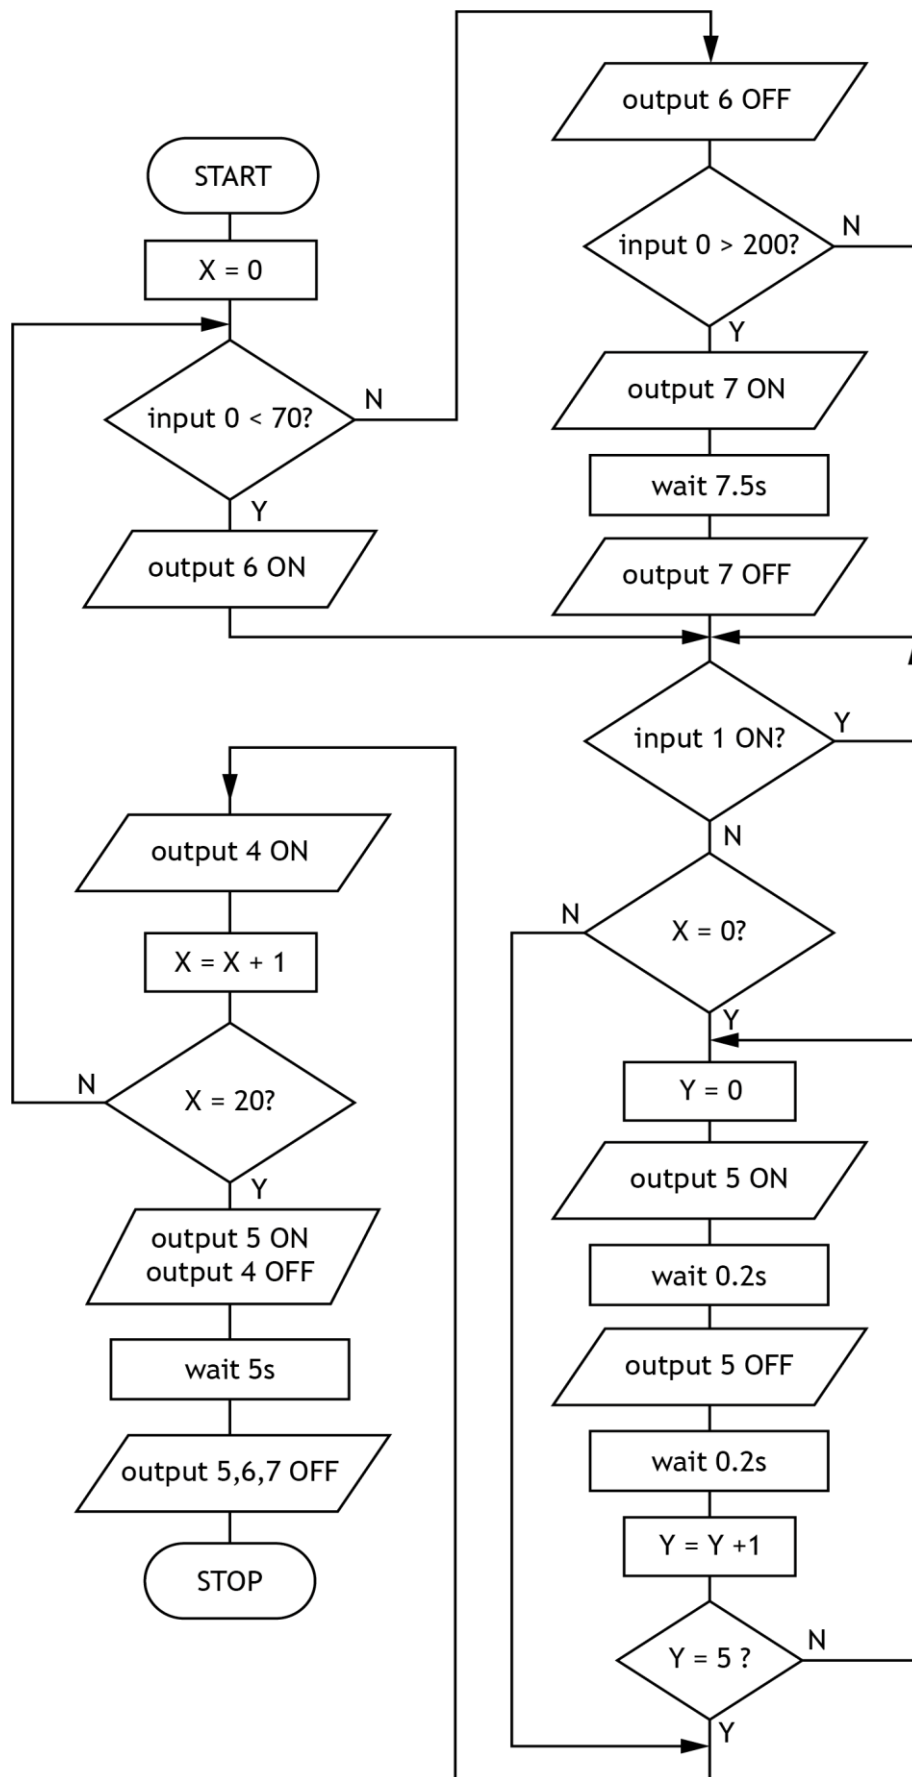 START
X = 0
input 0 < 70?
N
Y
output 6 ON
output 6 OFF
input 0 > 200?
N
Y
output 7 ON
wait 7.5s
output 7 OFF
input 1 ON?
Y
N
X = 0?
N
Y
Y = 0
output 5 ON
wait 0.2s
output 5 OFF
wait 0.2s
Y = Y +1
Y = 5 ?
N
Y
output 4 ON
X = X + 1
X = 20?
N
Y
output 5 ON
output 4 OFF
wait 5s
output 5,6,7 OFF
STOP